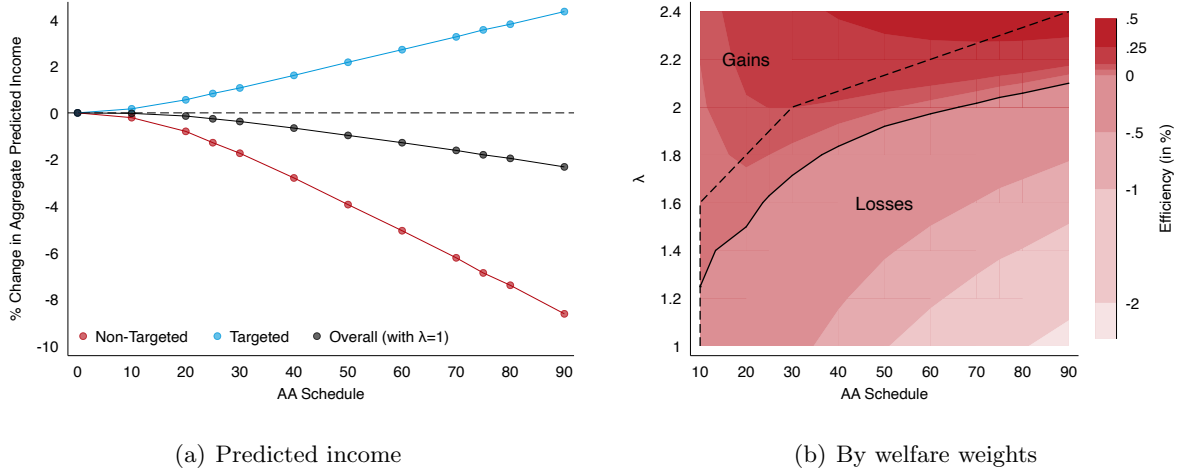 % Change in Aggregate Predicted Income
4
2
0
-2
-4
-6
-8
-10
Non-Targeted
Targeted
Overall (with λ=1)
0 10 20 30 40 50 60 70 80 90
AA Schedule
(a) Predicted income
λ
2.4
2.2
2
1.8
1.6
1.4
1.2
1
Gains
Losses
10 20 30 40 50 60 70 80 90
AA Schedule
.5
.25
0
-.5
-1
-2
Efficiency (in %)
(b) By welfare weights